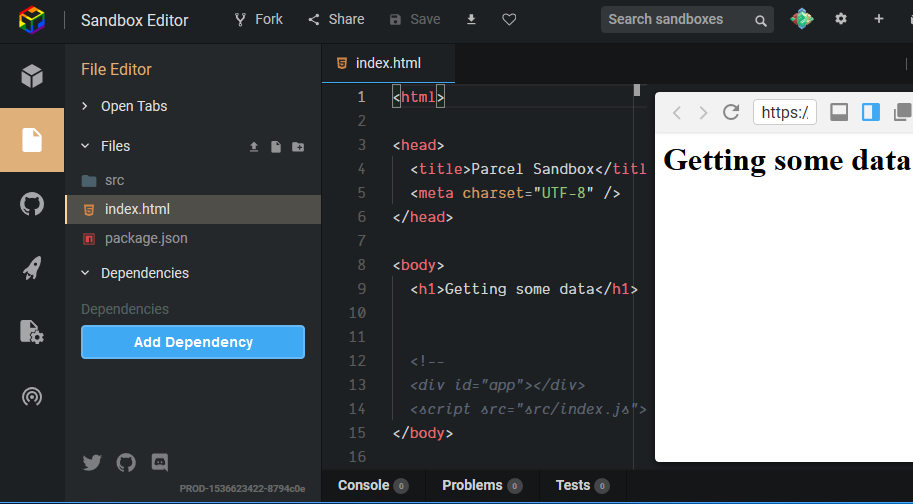 Sandbox Editor
Fork
Share
Save
Search sandboxes
File Editor
Open Tabs
Files
src
index.html
package.json
Dependencies
Dependencies
Add Dependency
PROD-1536623422-8794c0e
index.html
1 <html>
2
3 <head>
4 <title>Parcel Sandbox</titl
5 <meta charset="UTF-8" />
6 </head>
7
8 <body>
9 <h1>Getting some data</h1>
10
11
12 <!--
13 <div id="app"></div>
14 <script src="src/index.js">
15 </body>
16
https:/
Getting some data
Console 0
Problems 0
Tests 0